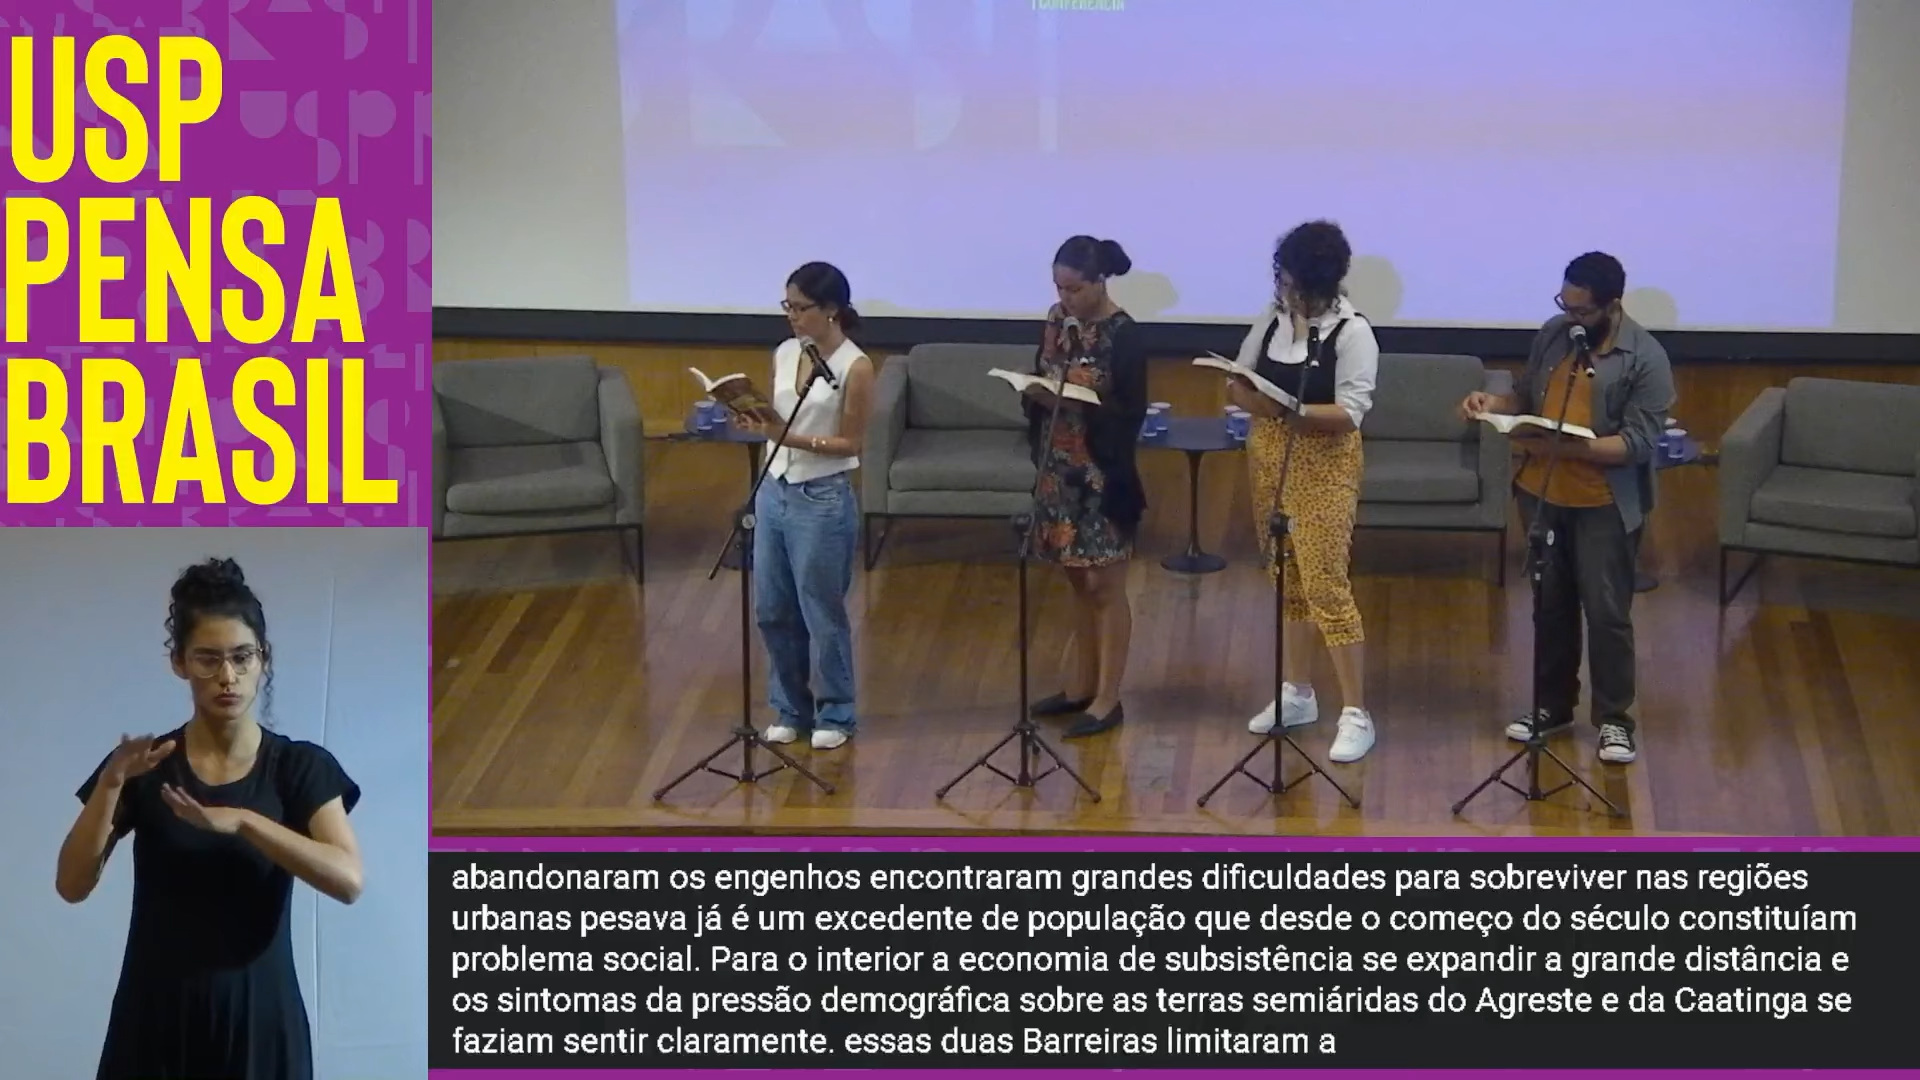 USP
PENSA
BRASIL
I CONFERÊNCIA
abandonaram os engenhos encontraram grandes dificuldades para sobreviver nas regiões
urbanas pesava já é um excedente de população que desde o começo do século constituíam
problema social. Para o interior a economia de subsistência se expandir a grande distância e
os sintomas da pressão demográfica sobre as terras semiáridas do Agreste e da Caatinga se
faziam sentir claramente. essas duas Barreiras limitaram a